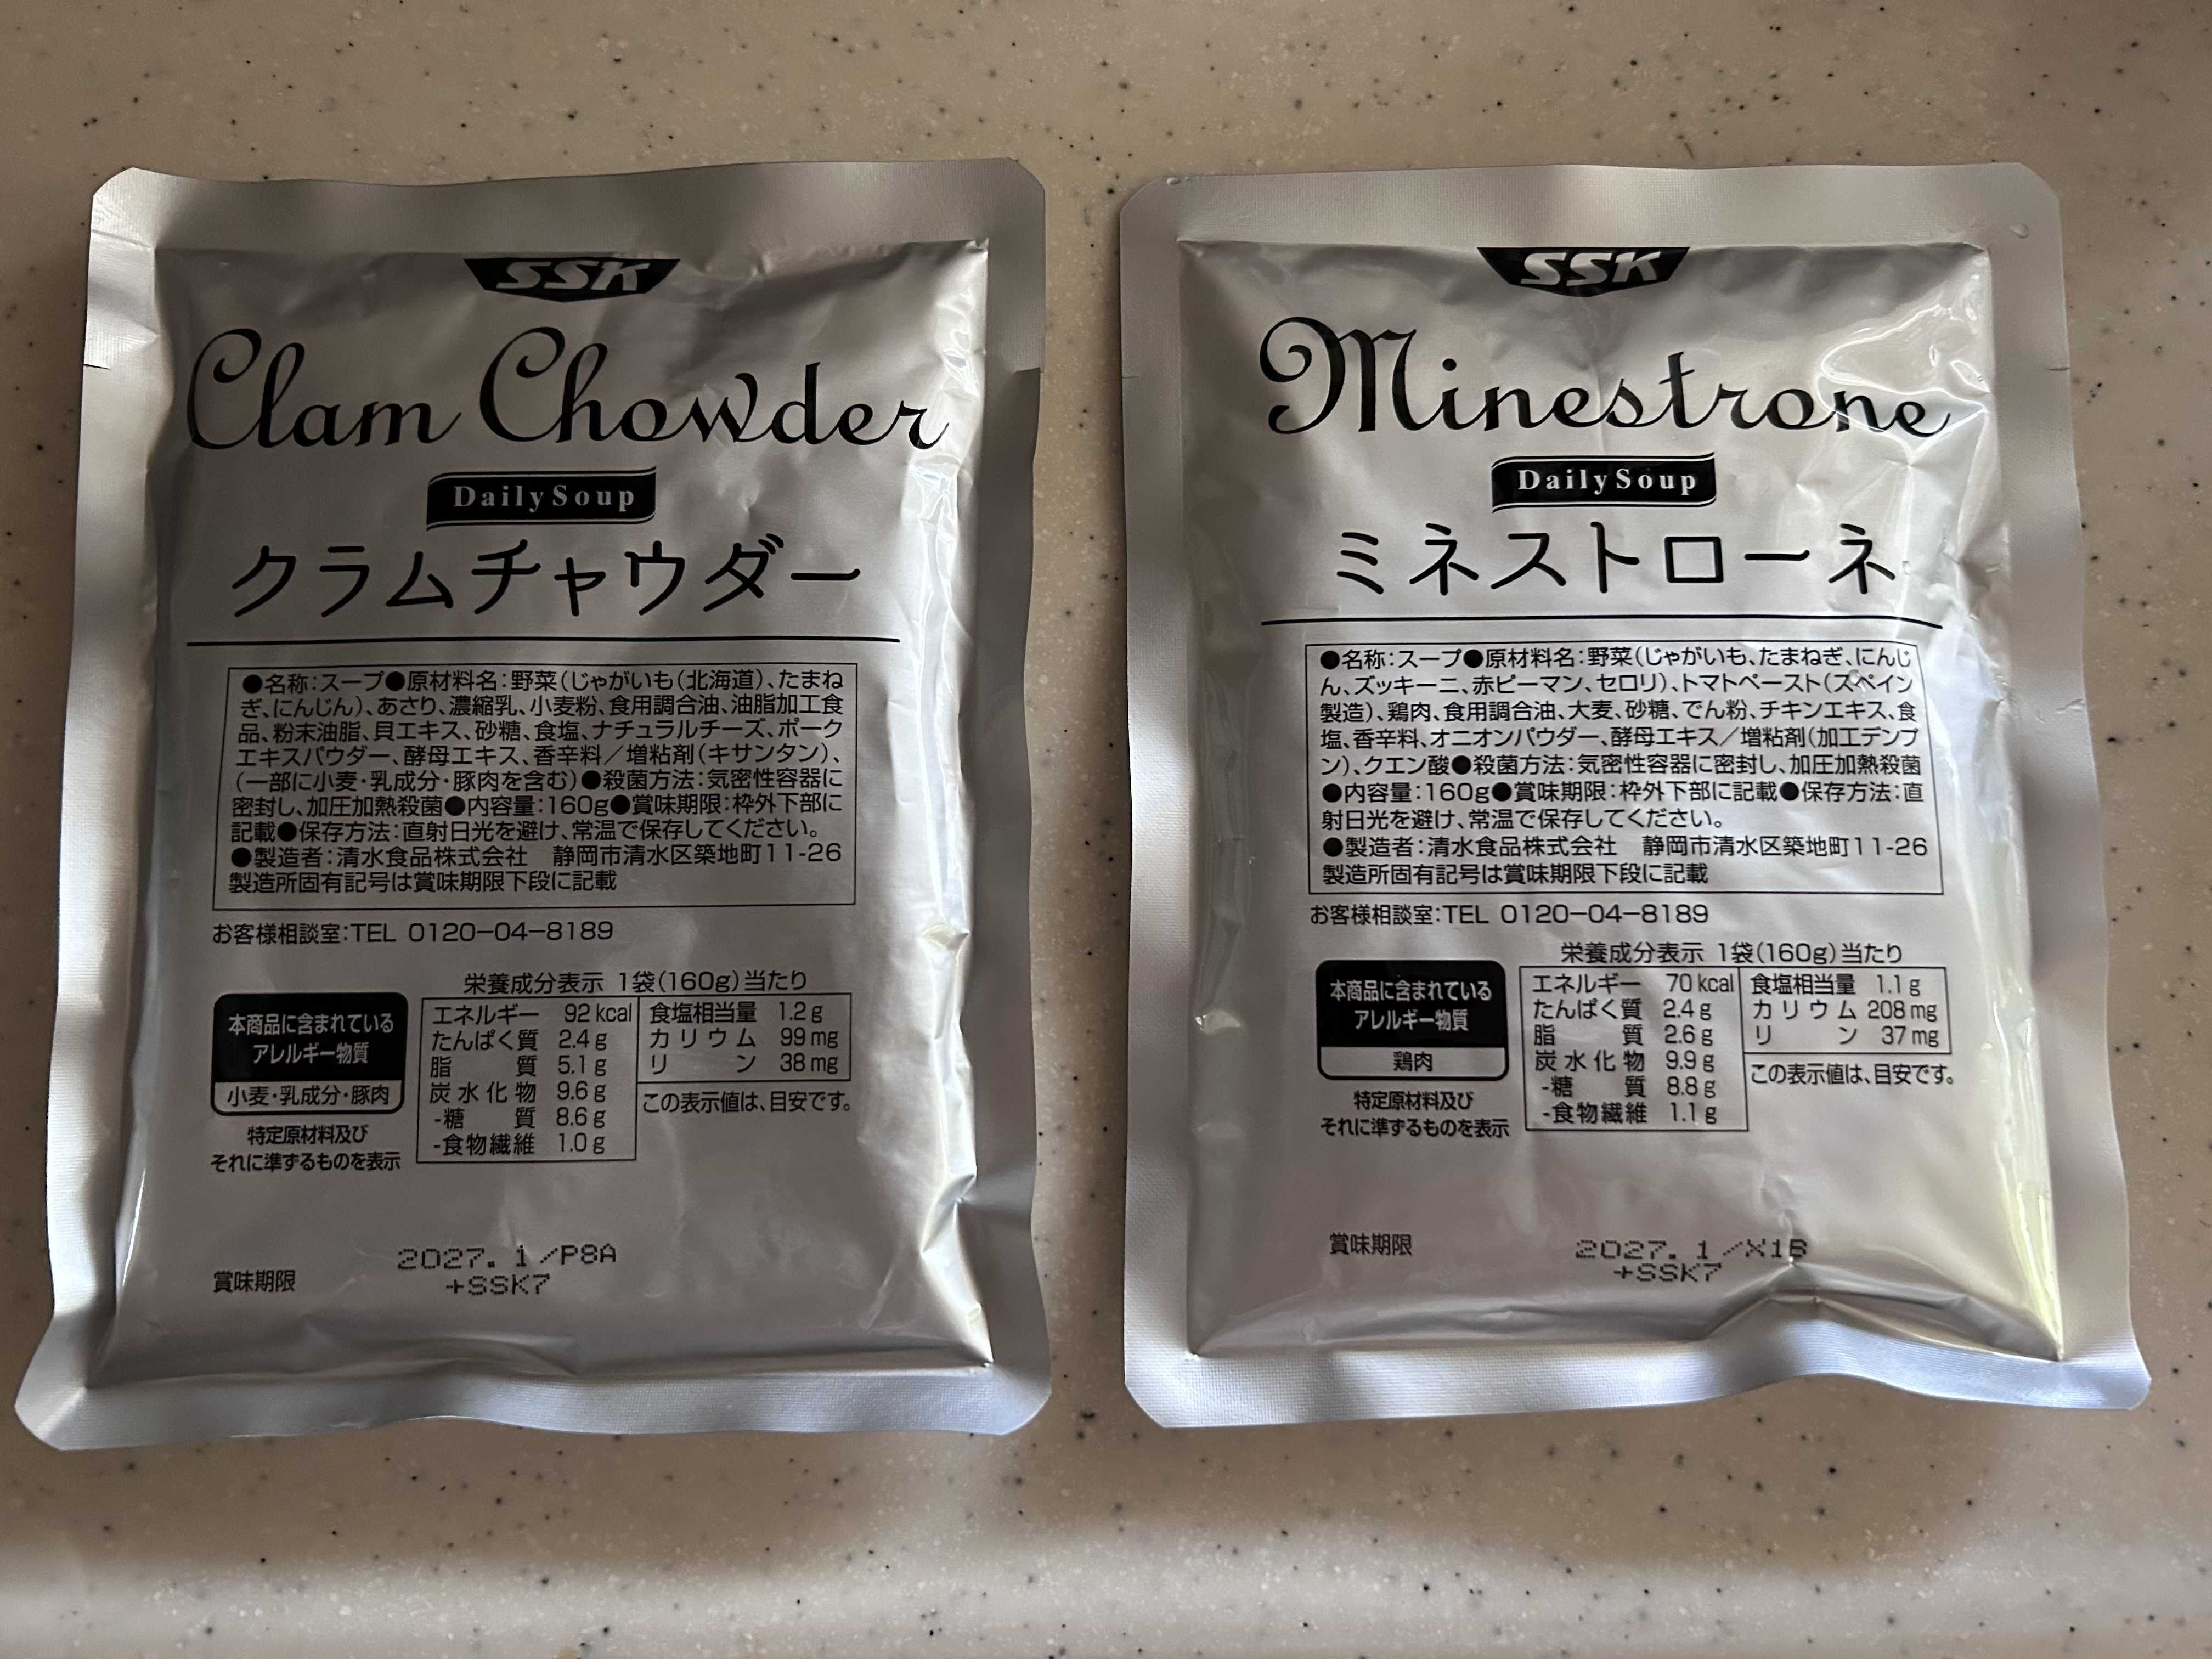 SSK
Clam Chowder
Daily Soup
クラムチャウダー
●名称:スープ●原材料名:野菜(じゃがいも(北海道)、たまね
ぎ、にんじん)、あさり、濃縮乳、小麦粉、食用調合油、油脂加工食
品、粉末油脂、貝エキス、砂糖、食塩、ナチュラルチーズ、ポーク
エキスパウダー、酵母エキス、香辛料/増粘剤(キサンタン)、
(一部に小麦・乳成分・豚肉を含む)●殺菌方法:気密性容器に
密封し、加圧加熱殺菌●内容量:160g●賞味期限:枠外下部に
記載●保存方法:直射日光を避け、常温で保存してください。
●製造者:清水食品株式会社 静岡市清水区築地町11-26
製造所固有記号は賞味期限下段に記載
お客様相談室:TEL 0120-04-8189
栄養成分表示 1袋(160g)当たり
本商品に含まれている
アレルギー物質
小麦・乳成分・豚肉
特定原材料及び
それに準ずるものを表示
エネルギー 92 kcal
たんぱく質 2.4 g
脂質 5.1 g
炭水化物 9.6 g
-糖質 8.6 g
-食物繊維 1.0 g
食塩相当量 1.2 g
カリウム 99 mg
リン 38 mg
この表示値は、目安です。
賞味期限
2027. 1 /P8A
+SSK7
SSK
Minestrone
Daily Soup
ミネストローネ
●名称:スープ●原材料名:野菜(じゃがいも、たまねぎ、にんじ
ん、ズッキーニ、赤ピーマン、セロリ)、トマトペースト(スペイン
製造)、鶏肉、食用調合油、大麦、砂糖、でん粉、チキンエキス、食
塩、香辛料、オニオンパウダー、酵母エキス/増粘剤(加工デンプ
ン)、クエン酸●殺菌方法:気密性容器に密封し、加圧加熱殺菌
●内容量:160g●賞味期限:枠外下部に記載●保存方法:直
射日光を避け、常温で保存してください。
●製造者:清水食品株式会社 静岡市清水区築地町11-26
製造所固有記号は賞味期限下段に記載
お客様相談室:TEL 0120-04-8189
栄養成分表示 1袋(160g)当たり
本商品に含まれている
アレルギー物質
鶏肉
特定原材料及び
それに準ずるものを表示
エネルギー 70 kcal
たんぱく質 2.4 g
脂質 2.6 g
炭水化物 9.9 g
-糖質 8.8 g
-食物繊維 1.1 g
食塩相当量 1.1 g
カリウム 208 mg
リン 37 mg
この表示値は、目安です。
賞味期限
2027. 1 /X1B
+SSK7